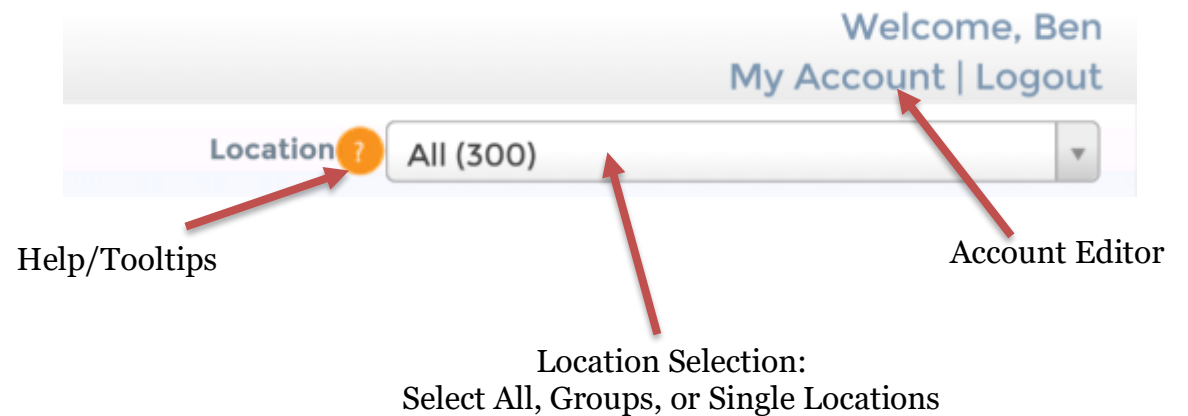 Welcome, Ben
My Account | Logout
Location ? All (300)
Help/Tooltips
Account Editor
Location Selection:
Select All, Groups, or Single Locations